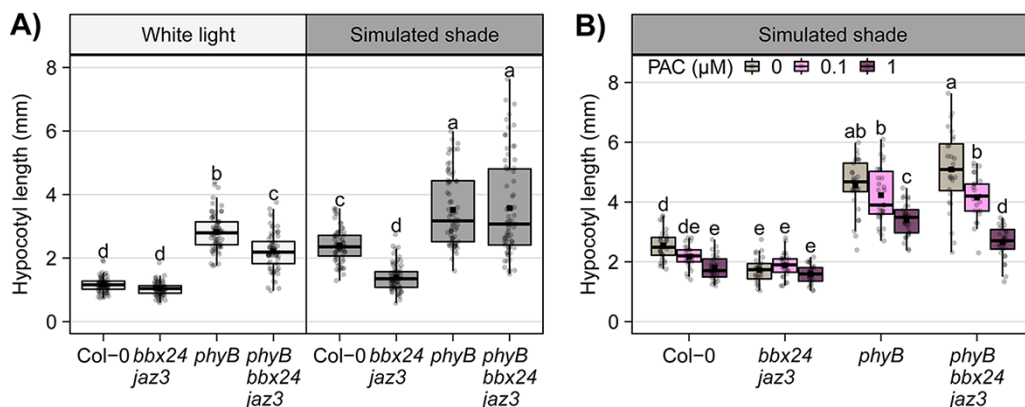 A)
White light
Simulated shade
Hypocotyl length (mm)
8
6
4
2
0
d
d
b
c
c
d
a
a
Col−0
bbx24
jaz3
phyB
phyB
bbx24
jaz3
Col−0
bbx24
jaz3
phyB
phyB
bbx24
jaz3
B)
Simulated shade
PAC (µM) 0 0.1 1
Hypocotyl length (mm)
8
6
4
2
0
d
de
e
e
e
e
ab
b
c
a
b
d
Col−0
bbx24
jaz3
phyB
phyB
bbx24
jaz3